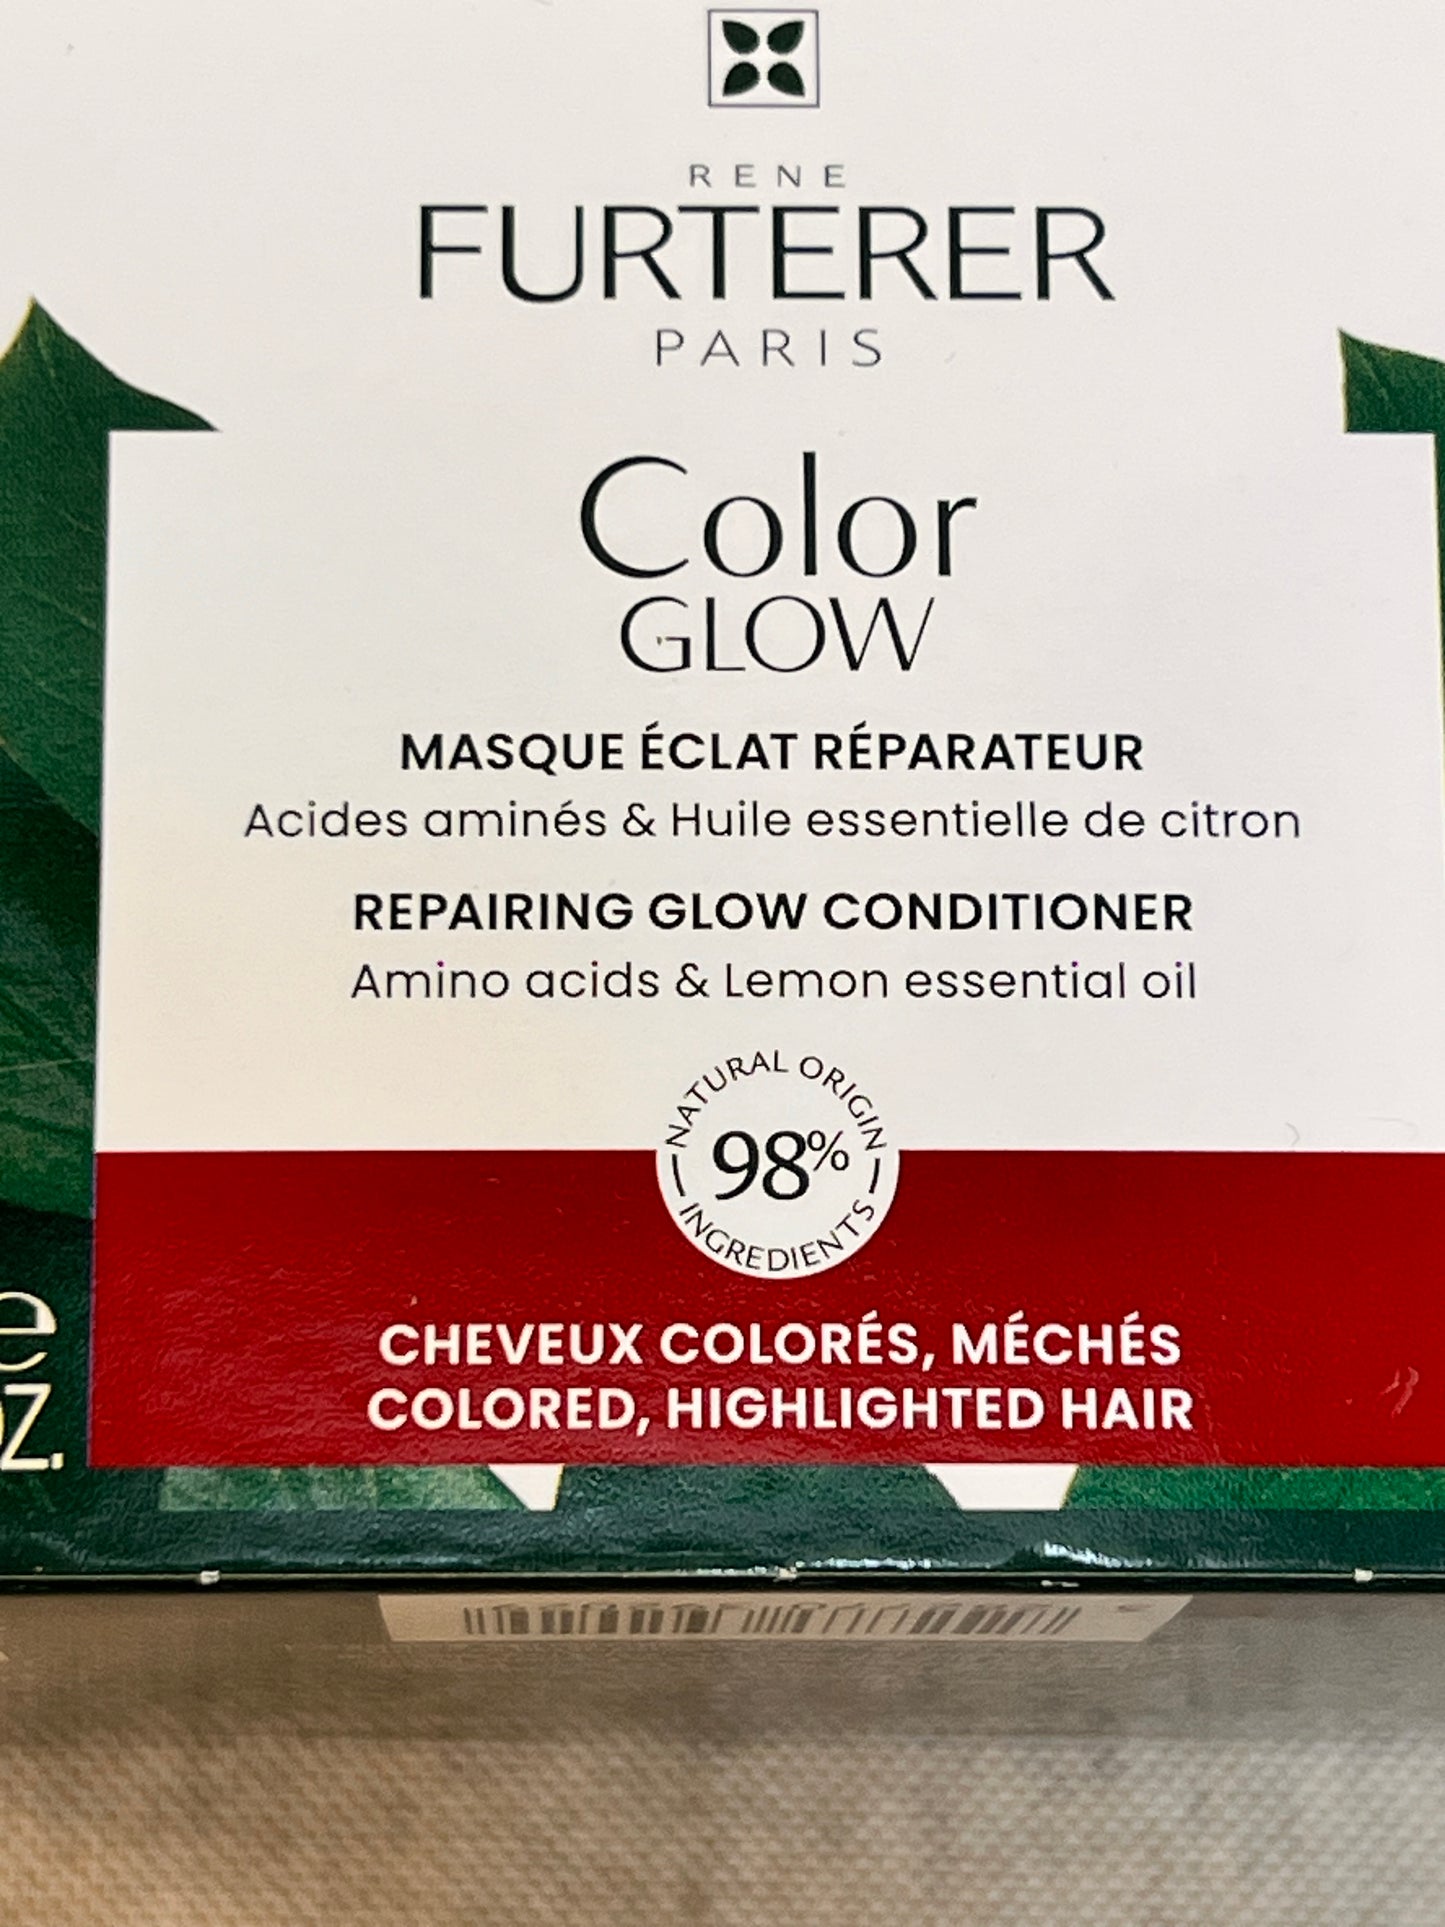 RENE
FURTERER
PARIS
Color
GLOW
MASQUE ÉCLAT RÉPARATEUR
Acides aminés & Huile essentielle de citron
REPAIRING GLOW CONDITIONER
Amino acids & Lemon essential oil
NATURAL ORIGIN
98%
INGREDIENTS
CHEVEUX COLORÉS, MÉCHÉS
COLORED, HIGHLIGHTED HAIR